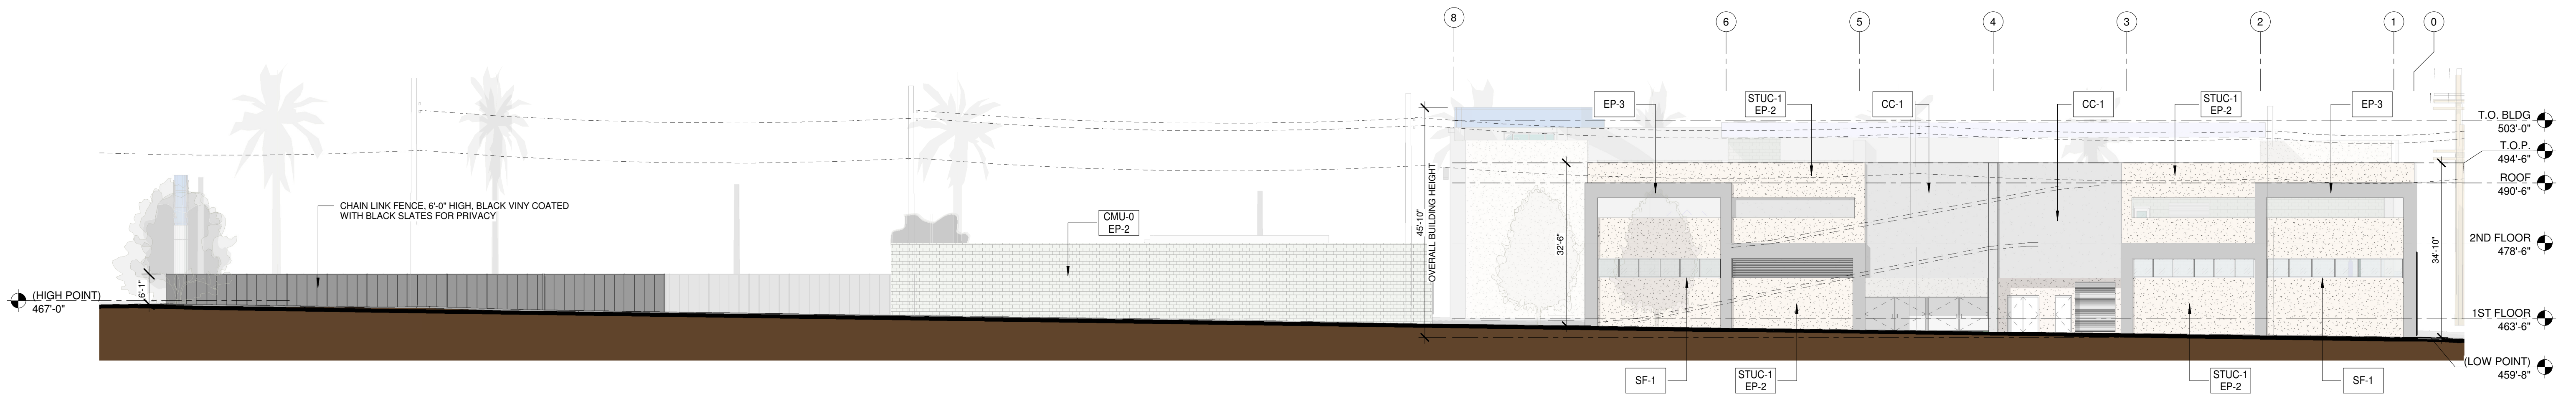 8
6
5
4
3
2
1
0
EP-3
STUC-1
EP-2
CC-1
CC-1
STUC-1
EP-2
EP-3
T.O. BLDG
503'-0"
T.O.P.
494'-6"
ROOF
490'-6"
2ND FLOOR
478'-6"
1ST FLOOR
463'-6"
(LOW POINT)
459'-8"
CHAIN LINK FENCE, 6'-0" HIGH, BLACK VINY COATED
WITH BLACK SLATES FOR PRIVACY
CMU-0
EP-2
45'-10"
OVERALL BUILDING HEIGHT
32'-6"
34'-10"
6'-1"
(HIGH POINT)
467'-0"
SF-1
STUC-1
EP-2
STUC-1
EP-2
SF-1